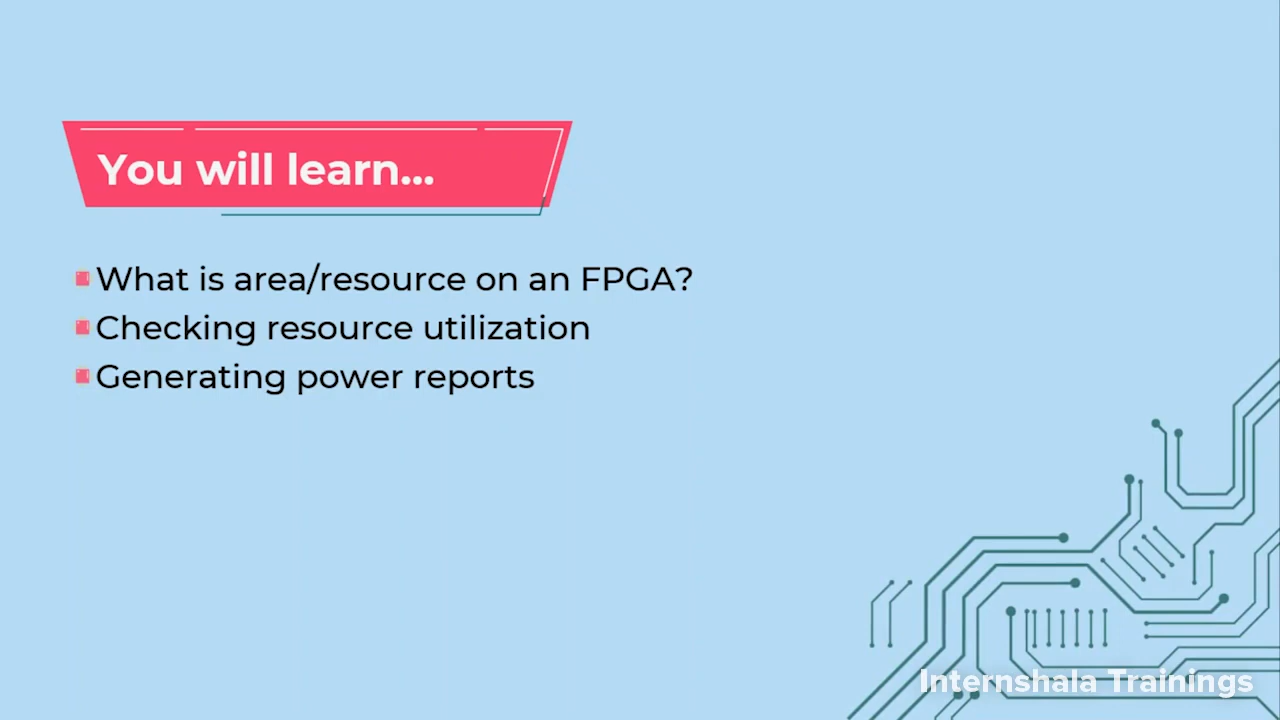 You will learn...
What is area/resource on an FPGA?
Checking resource utilization
Generating power reports
Internshala Trainings